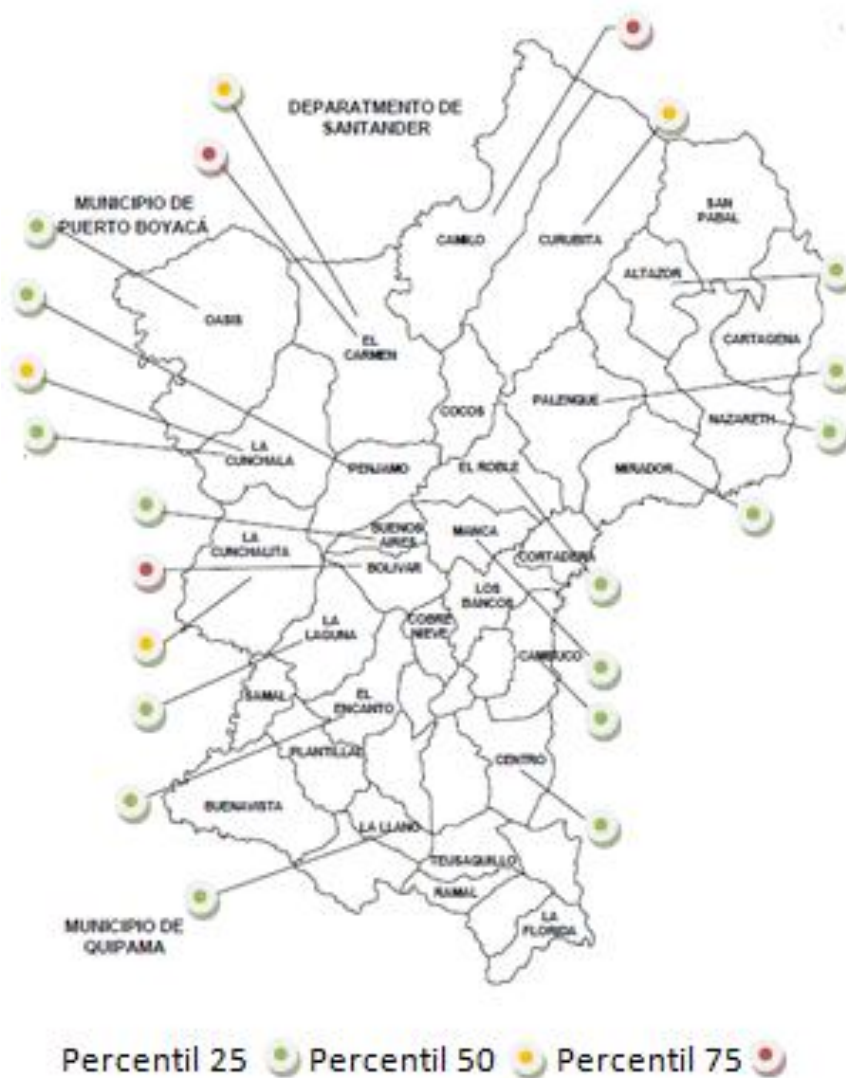 DEPARATMENTO DE
SANTANDER
MUNICIPIO DE
PUERTO BOYACÁ
SAN
PABAL
CAMILO
CURUBITA
ALTAZOR
OASIS
EL
CARMEN
CARTAGENA
COCOS
PALENQUE
NAZARETH
LA
CUNCHALA
PENJAMO
EL ROBLE
MIRADOR
BUENOS
AIRES
MANCA
LA
CUNCHALITA
CORTADERA
BOLIVAR
LOS
BANCOS
LA
LAGUNA
COBRE
NIEVE
CAMBUCO
SAMAL
EL
ENCANTO
PLANTILLAL
CENTRO
BUENAVISTA
LA LLANO
TEUSAQUILLO
RAMAL
LA
FLORIDA
MUNICIPIO DE
QUIPAMA
Percentil 25 Percentil 50 Percentil 75